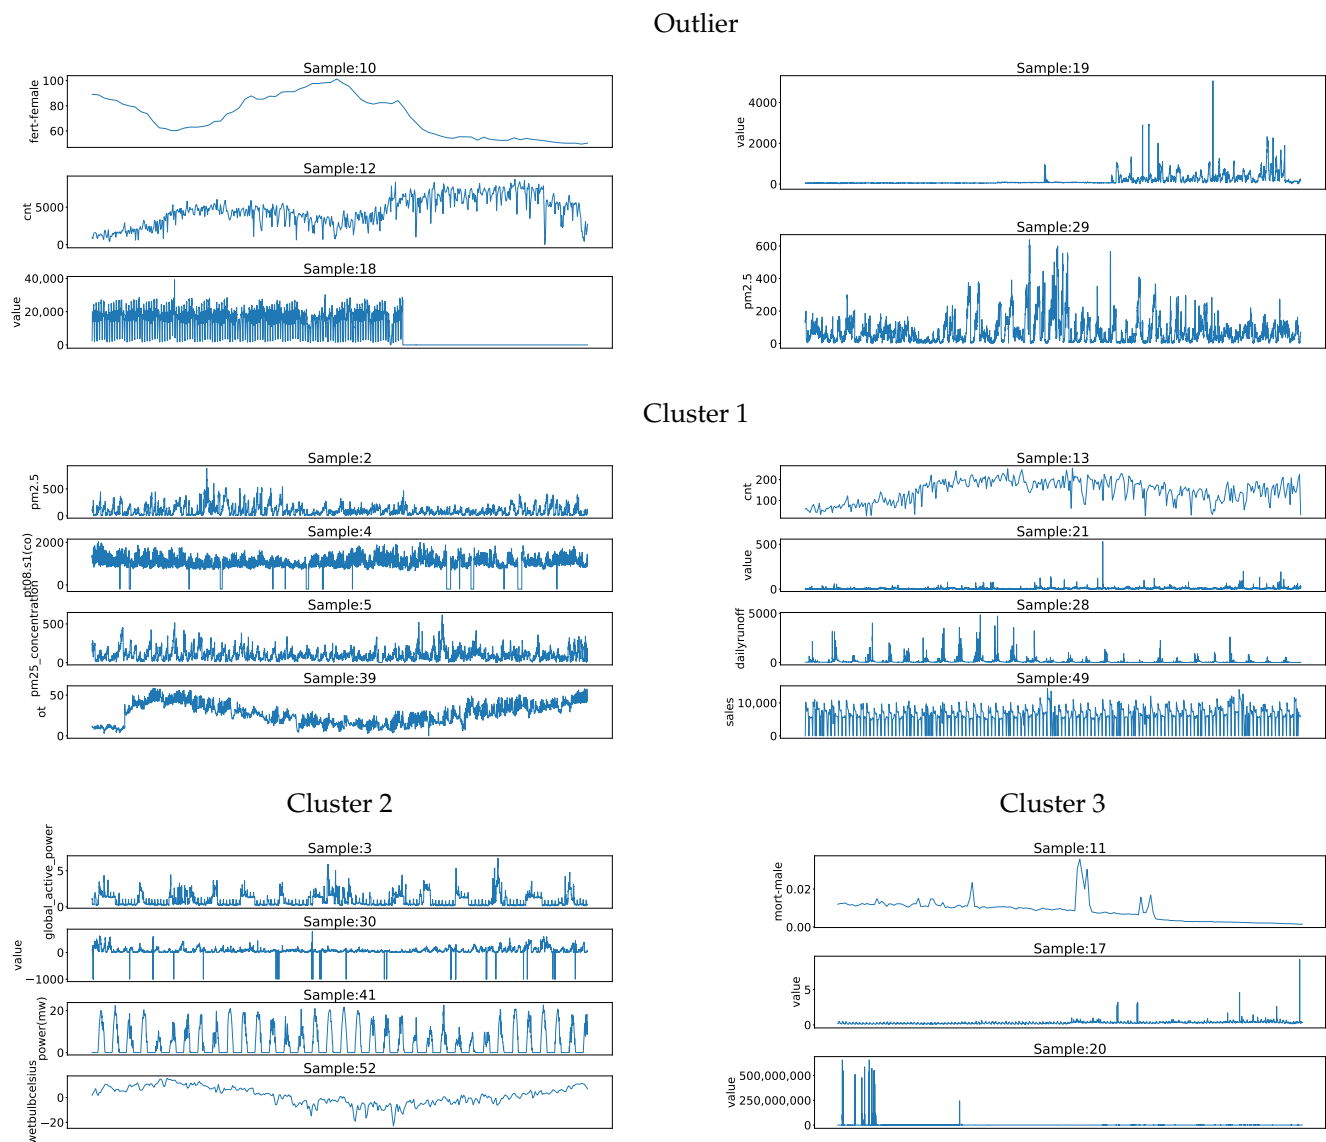 Outlier
Sample:10
fert-female
100
80
60
Sample:12
cnt
5000
0
Sample:18
value
40,000
20,000
0
Sample:19
value
4000
2000
0
Sample:29
pm2.5
600
400
200
0
Cluster 1
Sample:2
pm2.5
500
0
Sample:4
pt08.s1(co)
2000
0
Sample:5
pm25_concentration
500
0
Sample:39
ot
50
0
Sample:13
cnt
200
100
Sample:21
value
500
0
Sample:28
dailyrunoff
5000
0
Sample:49
sales
10,000
0
Cluster 2
Sample:3
global_active_power
5
0
Sample:30
value
0
−1000
Sample:41
power(mw)
20
0
Sample:52
wetbulbcelsius
0
−20
Cluster 3
Sample:11
mort-male
0.02
0.00
Sample:17
value
5
0
Sample:20
value
500,000,000
250,000,000
0